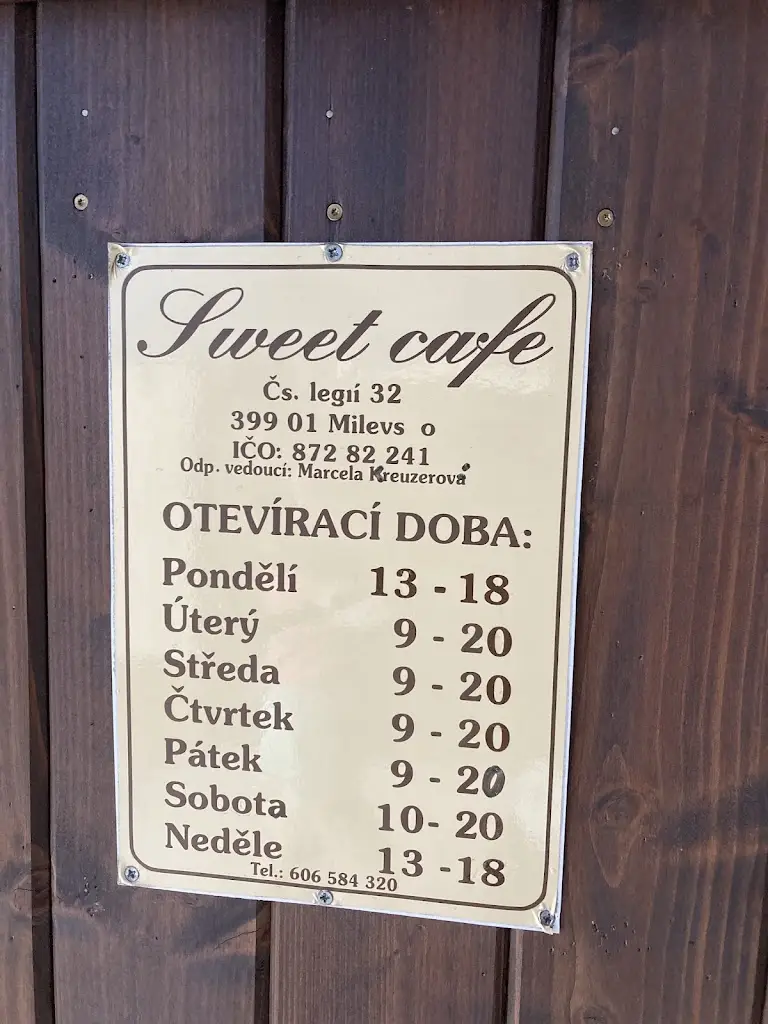 Sweet cafe
Čs. legií 32
399 01 Milevs o
IČO: 872 82 241
Odp. vedoucí: Marcela Kreuzerová
OTEVÍRACÍ DOBA:
Pondělí 13 - 18
Úterý 9 - 20
Středa 9 - 20
Čtvrtek 9 - 20
Pátek 9 - 20
Sobota 10- 20
Neděle 13 -18
Tel.: 606 584 320